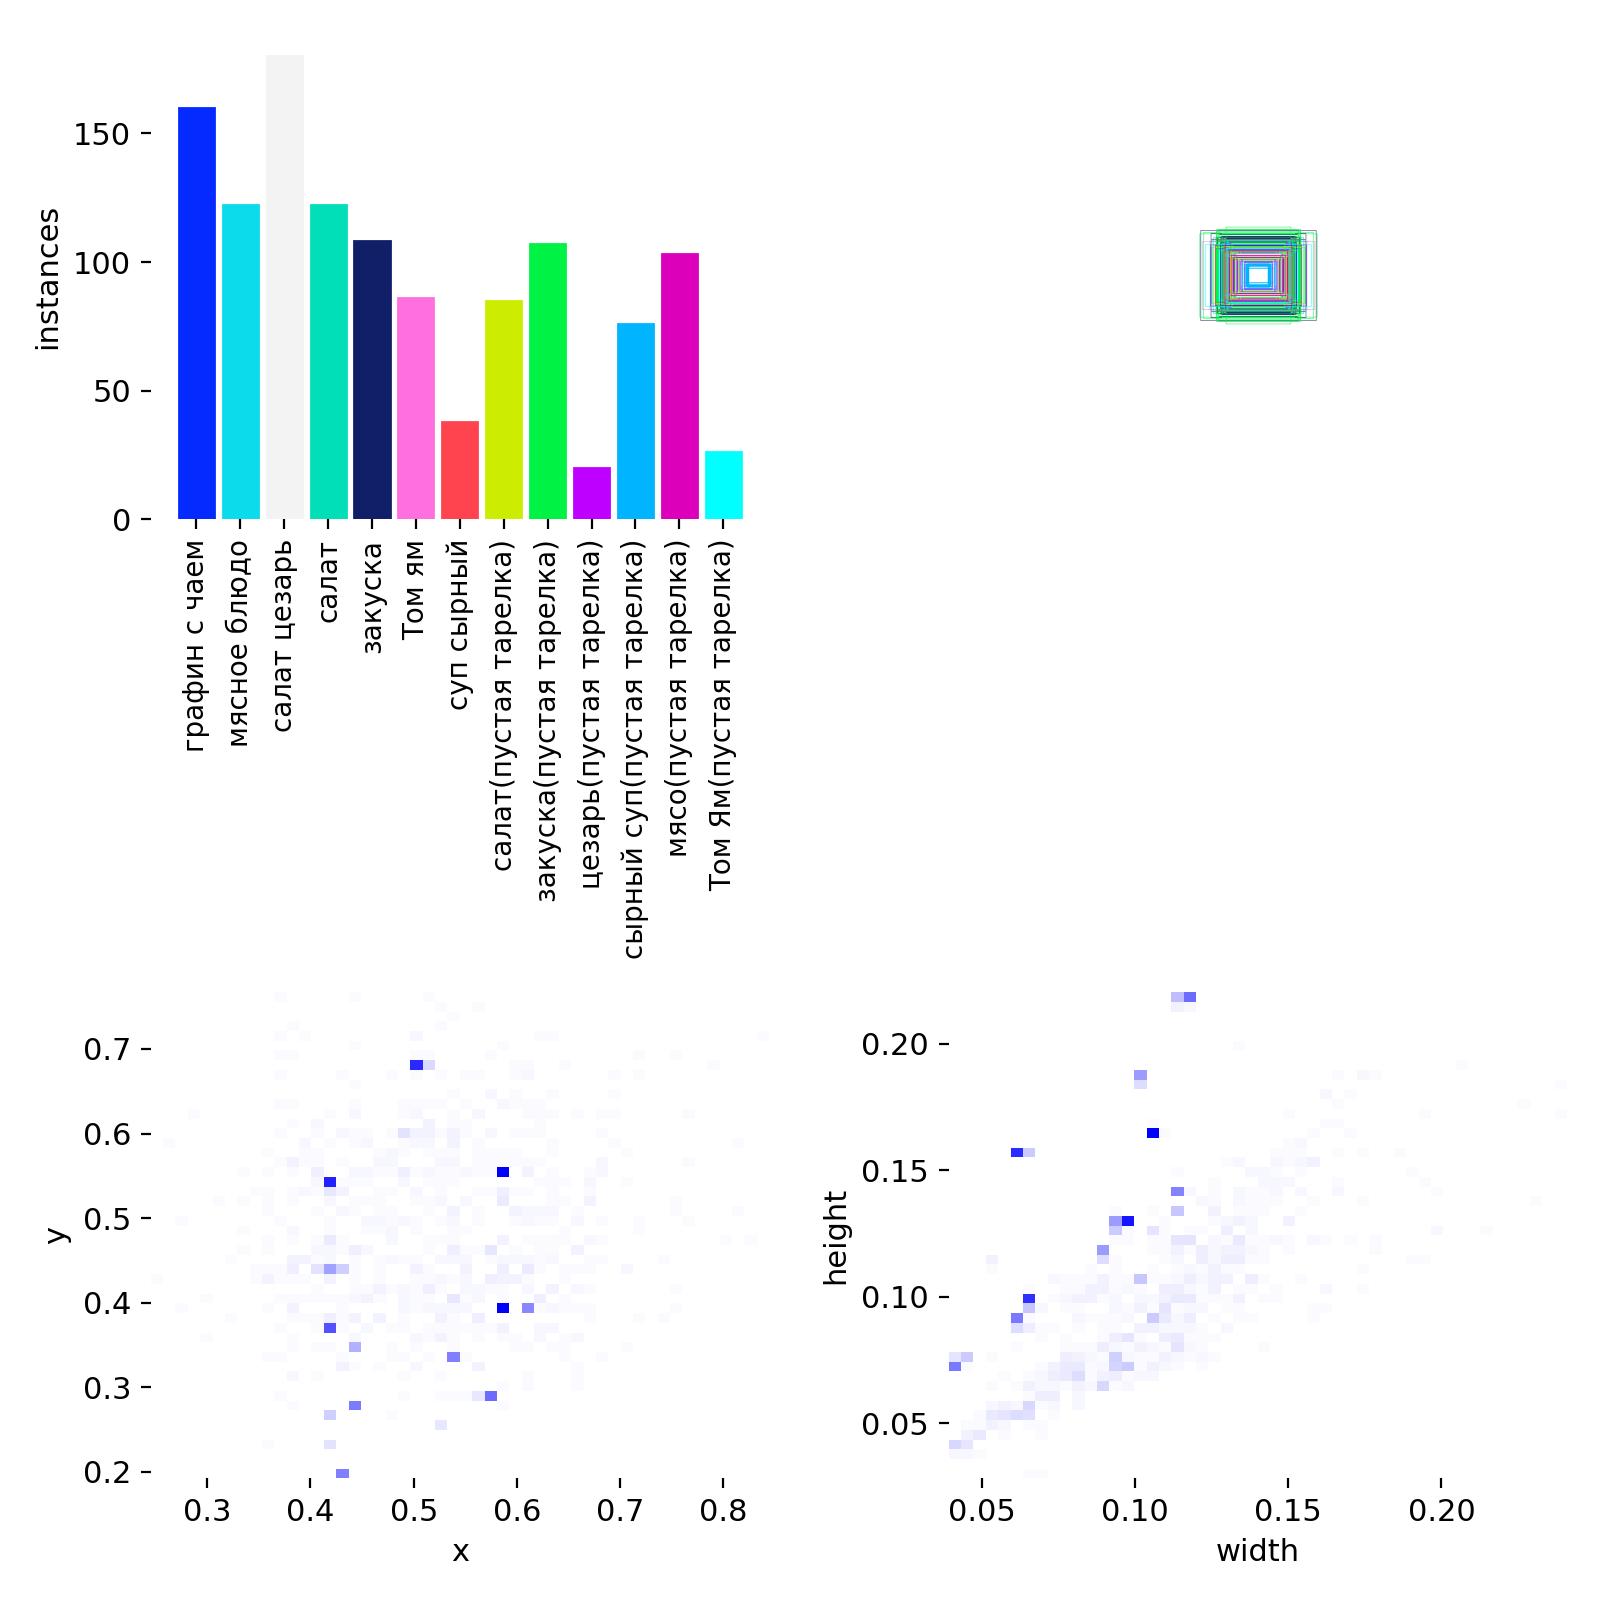 instances
150
100
50
0
графин с чаем
мясное блюдо
салат цезарь
салат
закуска
Том ям
суп сырный
салат(пустая тарелка)
закуска(пустая тарелка)
цезарь(пустая тарелка)
сырный суп(пустая тарелка)
мясо(пустая тарелка)
Том Ям(пустая тарелка)
y
0.7
0.6
0.5
0.4
0.3
0.2
0.3 0.4 0.5 0.6 0.7 0.8
x
height
0.20
0.15
0.10
0.05
0.05 0.10 0.15 0.20
width